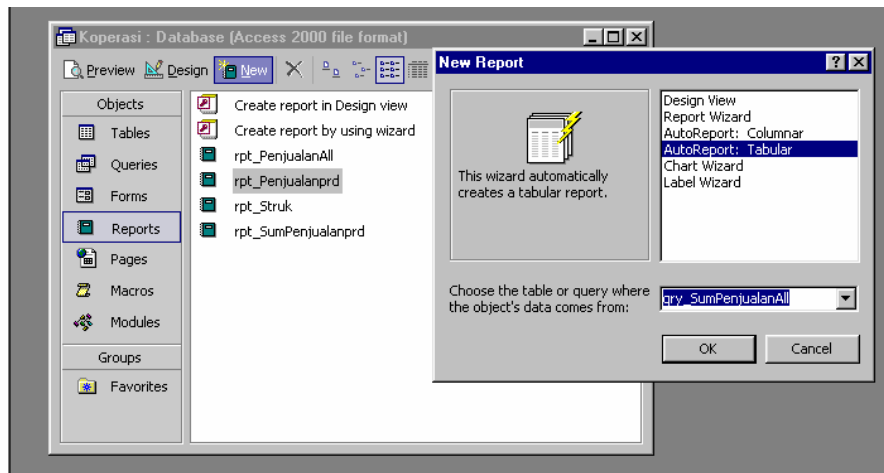 Koperasi : Database (Access 2000 file format)
Preview Design New
Objects
Tables
Queries
Forms
Reports
Pages
Macros
Modules
Groups
Favorites
Create report in Design view
Create report by using wizard
rpt_PenjualanAll
rpt_Penjualanprd
rpt_Struk
rpt_SumPenjualanprd
New Report
This wizard automatically
creates a tabular report.
Design View
Report Wizard
AutoReport: Columnar
AutoReport: Tabular
Chart Wizard
Label Wizard
Choose the table or query where
the object's data comes from:
qry_SumPenjualanAll
OK Cancel